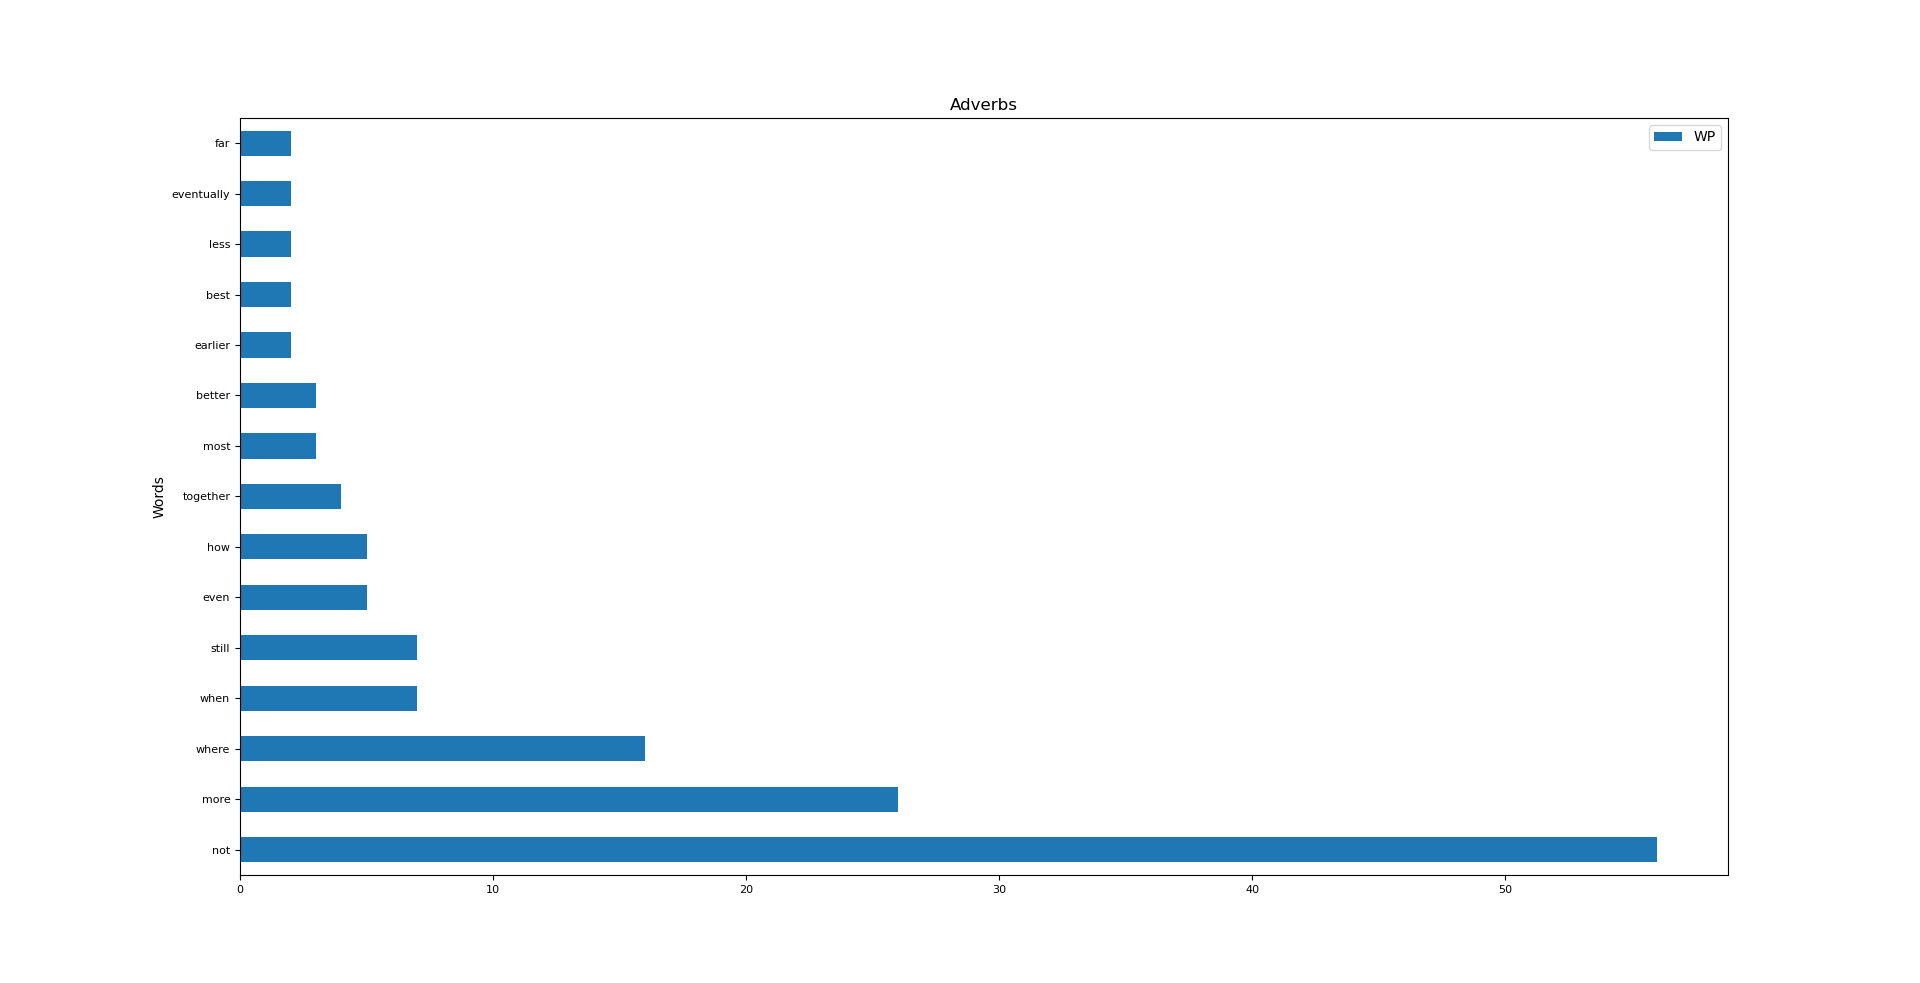 Adverbs
WP
far
eventually
less
best
earlier
better
most
together
how
even
still
when
where
more
not
Words
0 10 20 30 40 50